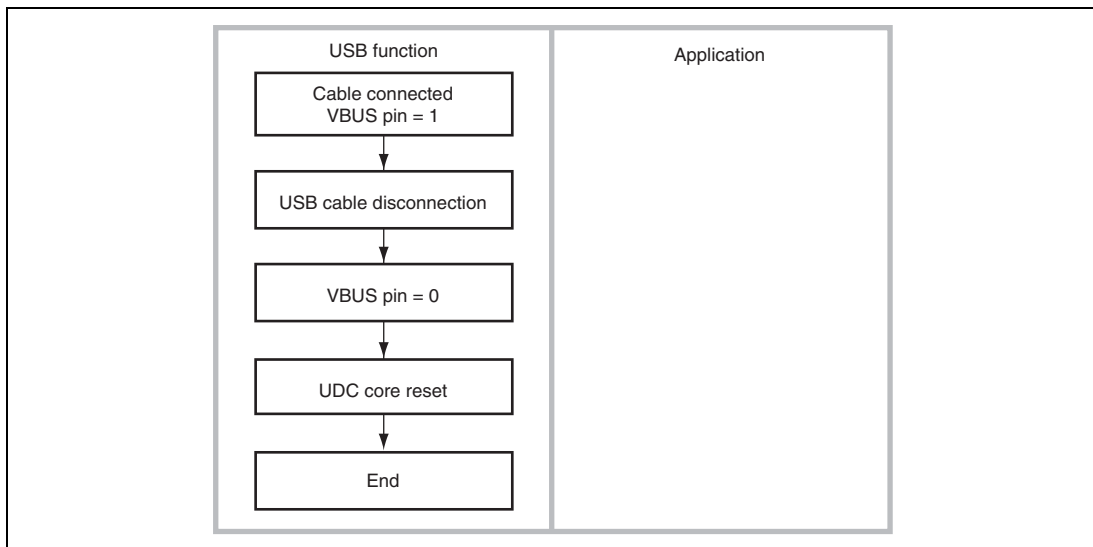 USB function
Application
Cable connected
VBUS pin = 1
USB cable disconnection
VBUS pin = 0
UDC core reset
End